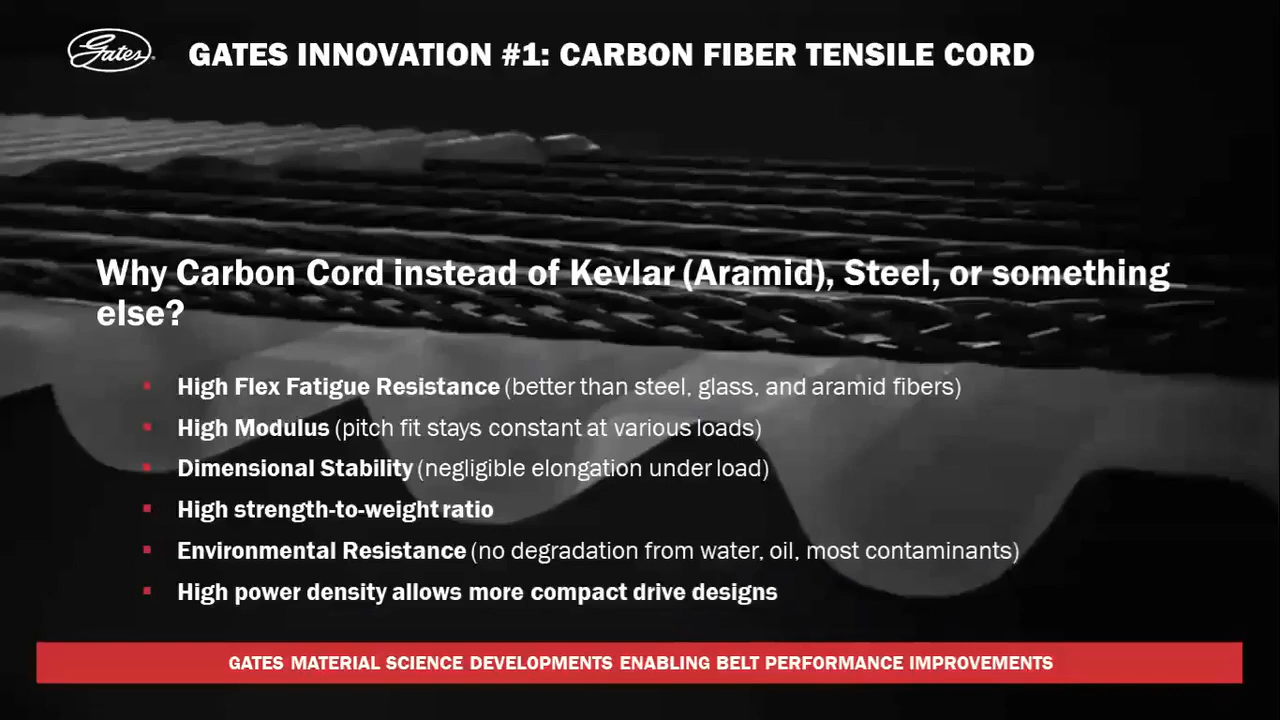 Gates
GATES INNOVATION #1: CARBON FIBER TENSILE CORD
Why Carbon Cord instead of Kevlar (Aramid), Steel, or something
else?
▪ High Flex Fatigue Resistance (better than steel, glass, and aramid fibers)
▪ High Modulus (pitch fit stays constant at various loads)
▪ Dimensional Stability (negligible elongation under load)
▪ High strength-to-weight ratio
▪ Environmental Resistance (no degradation from water, oil, most contaminants)
▪ High power density allows more compact drive designs
GATES MATERIAL SCIENCE DEVELOPMENTS ENABLING BELT PERFORMANCE IMPROVEMENTS